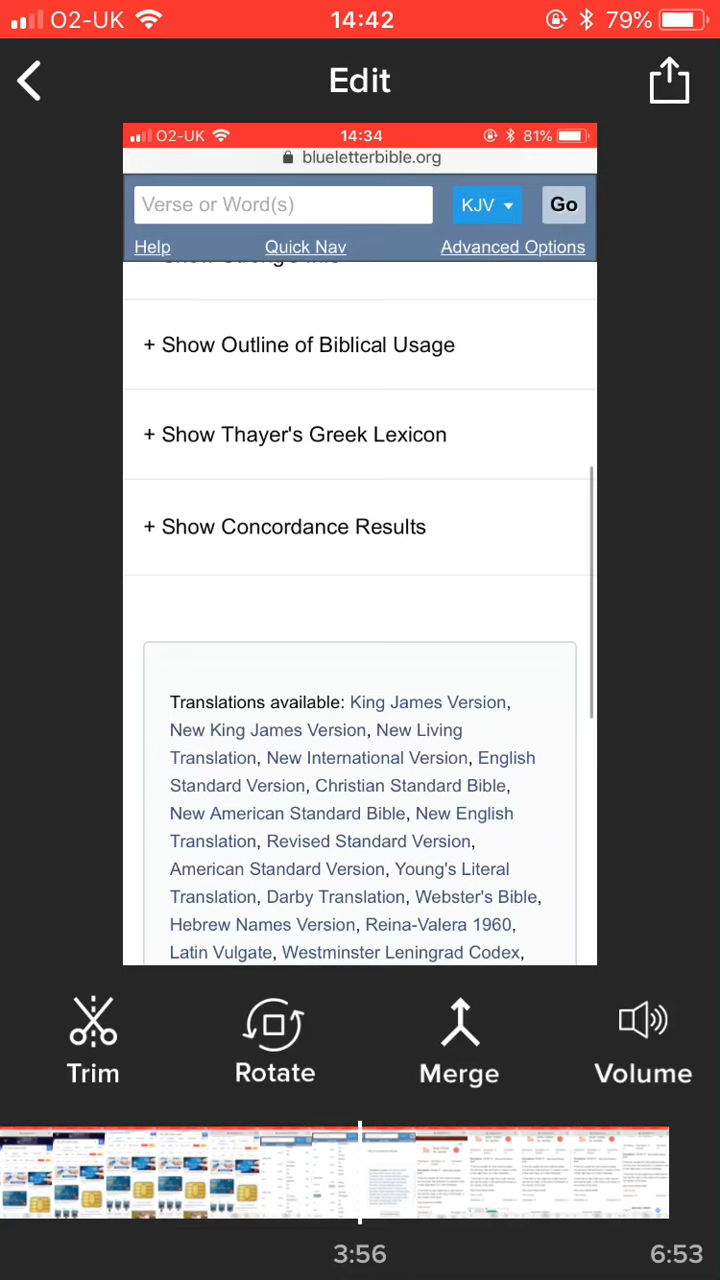 O2-UK 14:42 79%
Edit
O2-UK 14:34 81%
blueletterbible.org
Verse or Word(s) KJV Go
Help Quick Nav Advanced Options
+ Show Outline of Biblical Usage
+ Show Thayer's Greek Lexicon
+ Show Concordance Results
Translations available: King James Version,
New King James Version, New Living
Translation, New International Version, English
Standard Version, Christian Standard Bible,
New American Standard Bible, New English
Translation, Revised Standard Version,
American Standard Version, Young's Literal
Translation, Darby Translation, Webster's Bible,
Hebrew Names Version, Reina-Valera 1960,
Latin Vulgate, Westminster Leningrad Codex,
Trim Rotate Merge Volume
3:56 6:53